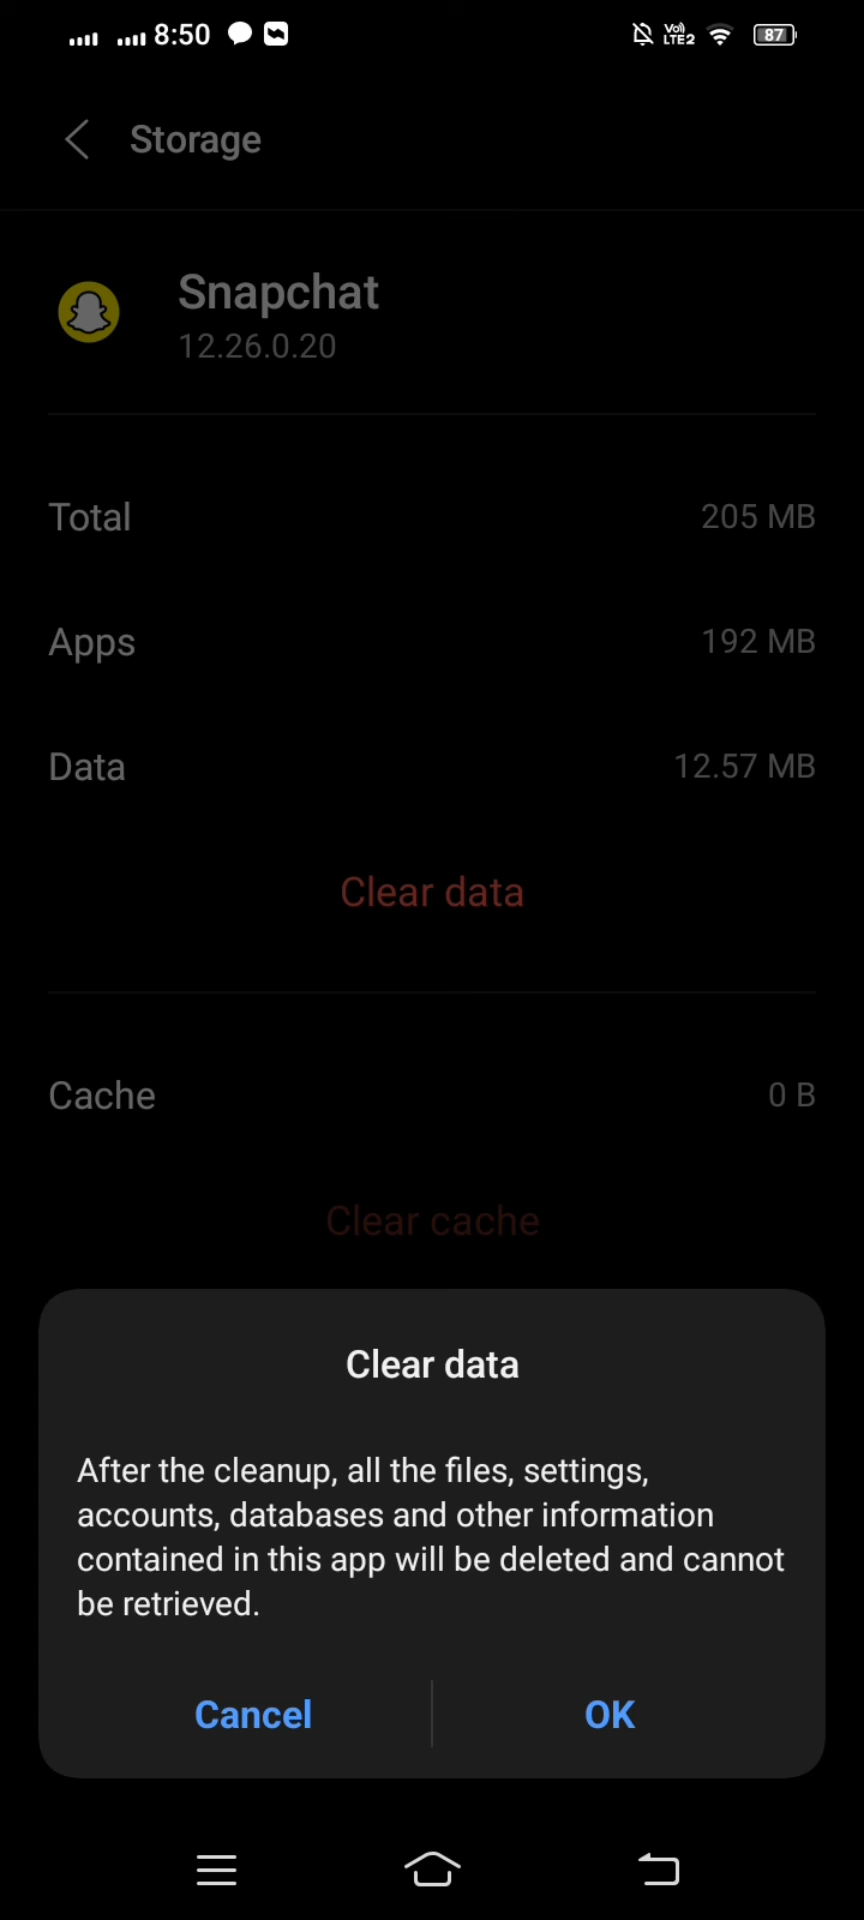 8:50 Vo)) LTE2 87
Storage
Snapchat
12.26.0.20
Total 205 MB
Apps 192 MB
Data 12.57 MB
Clear data
Cache 0 B
Clear cache
Clear data
After the cleanup, all the files, settings,
accounts, databases and other information
contained in this app will be deleted and cannot
be retrieved.
Cancel OK